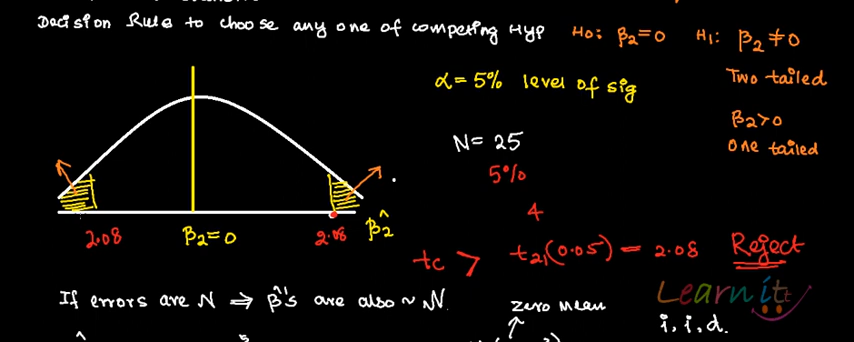 Decision Rule to choose any one of competing Hyp H0: β2=0 H1: β2≠0
α=5% level of sig
Two tailed
β2>0
One tailed
N=25
5%
4
2.08 β2=0 2.08 β̂2
tc > t21(0.05) = 2.08 Reject
Learn it
i,i,d.
If errors are N ⇒ β̂'s are also ~ N.
Zero Mean